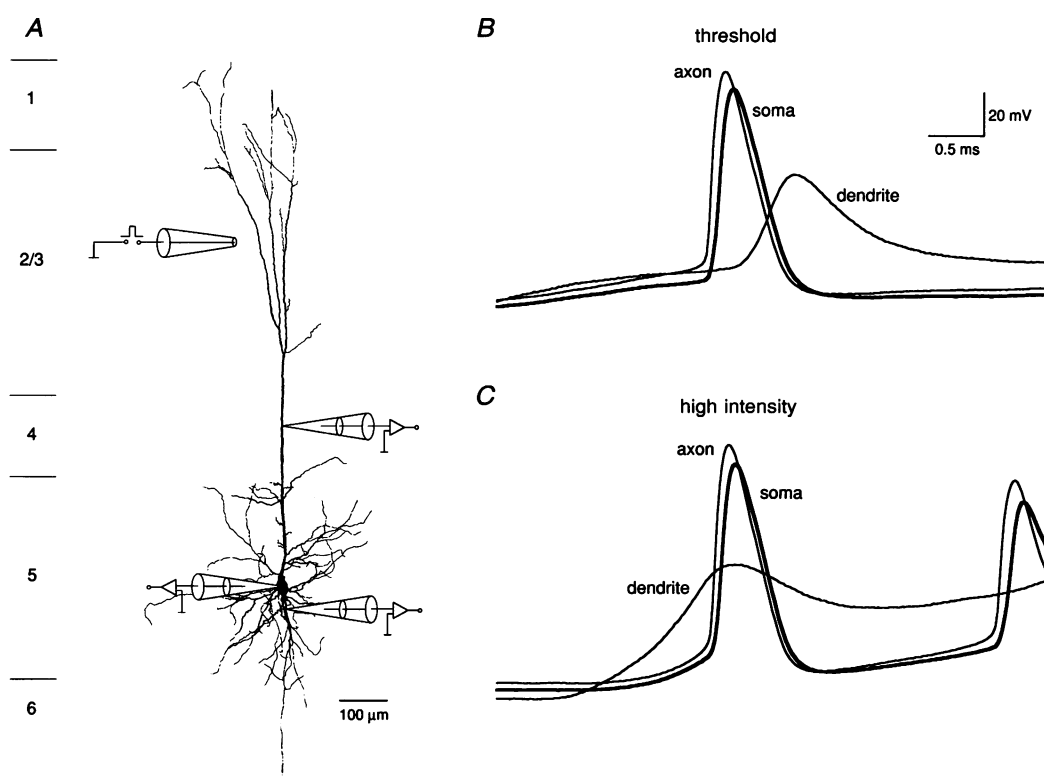 A
1
2/3
4
5
6
100 µm
B
threshold
axon
soma
20 mV
0.5 ms
dendrite
C
high intensity
axon
soma
dendrite